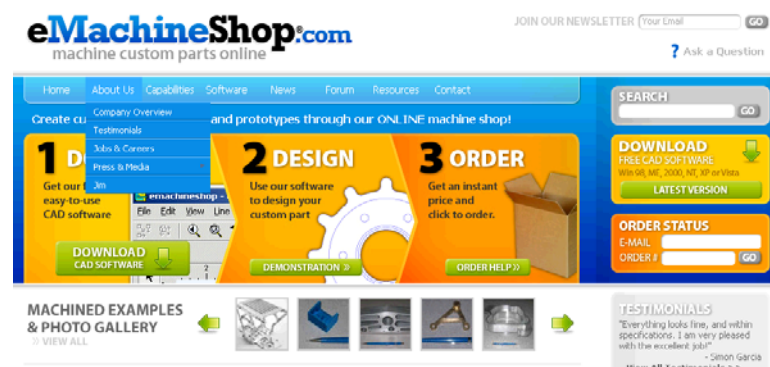 eMachineShop.com
machine custom parts online
JOIN OUR NEWSLETTER Your Email GO
? Ask a Question
Home About Us Capabilities Software News Forum Resources Contact
Company Overview
Testimonials
Jobs & Careers
Press & Media
Jim
Create cu and prototypes through our ONLINE machine shop!
1 D
Get our
easy-to-use
CAD software
emachineshop -
File Edit View Line
2
DOWNLOAD
CAD SOFTWARE
2 DESIGN
Use our software
to design your
custom part
DEMONSTRATION »
3 ORDER
Get an instant
price and
click to order.
ORDER HELP »
SEARCH
GO
DOWNLOAD
FREE CAD SOFTWARE
Win 98, ME, 2000, NT, XP or Vista
LATEST VERSION
ORDER STATUS
E-MAIL
ORDER # GO
MACHINED EXAMPLES
& PHOTO GALLERY
» VIEW ALL
TESTIMONIALS
"Everything looks fine, and within
specifications. I am very pleased
with the excellent job!"
- Simon Garcia
View All Testimonials